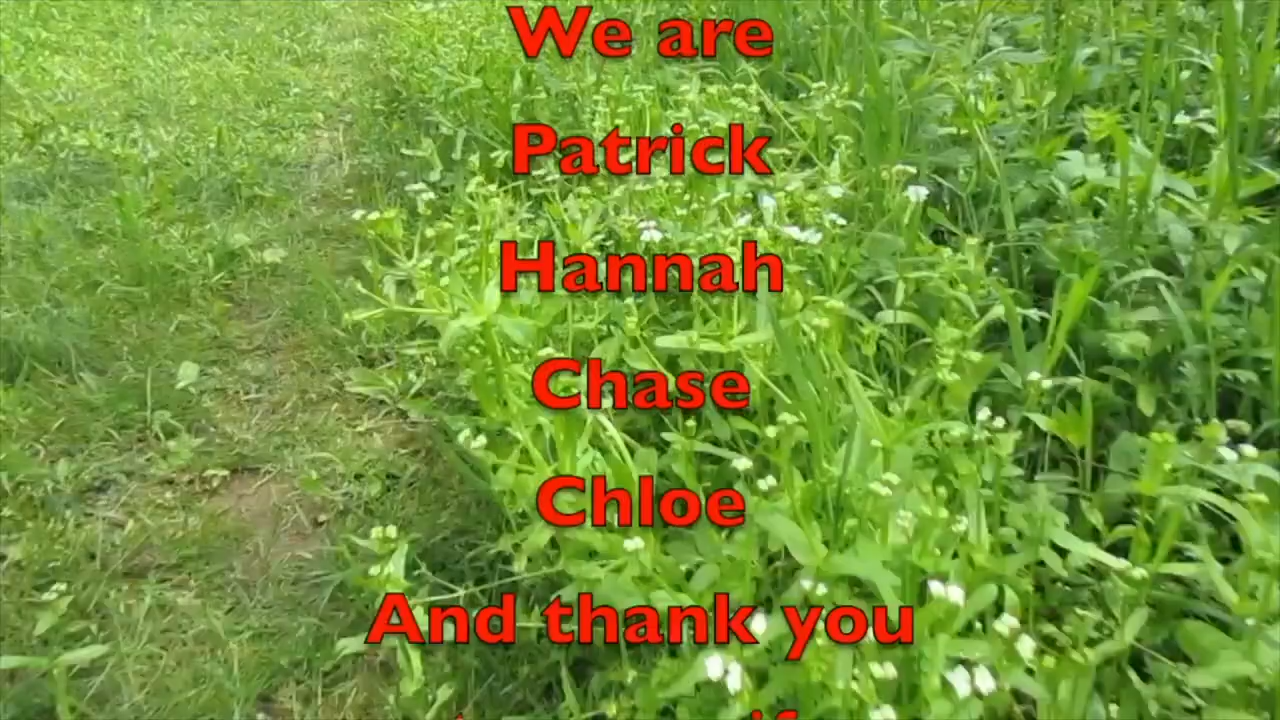 We are
Patrick
Hannah
Chase
Chloe
And thank you